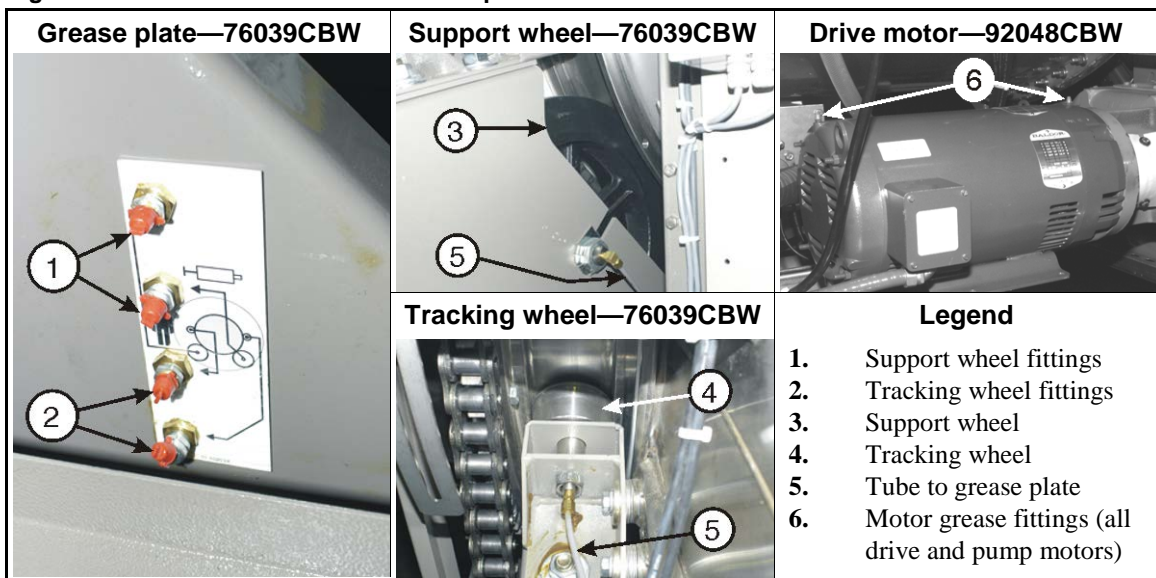 Grease plate—76039CBW
1
2
Support wheel—76039CBW
3
5
Drive motor—92048CBW
6
Tracking wheel—76039CBW
4
5
Legend
1. Support wheel fittings
2. Tracking wheel fittings
3. Support wheel
4. Tracking wheel
5. Tube to grease plate
6. Motor grease fittings (all
drive and pump motors)